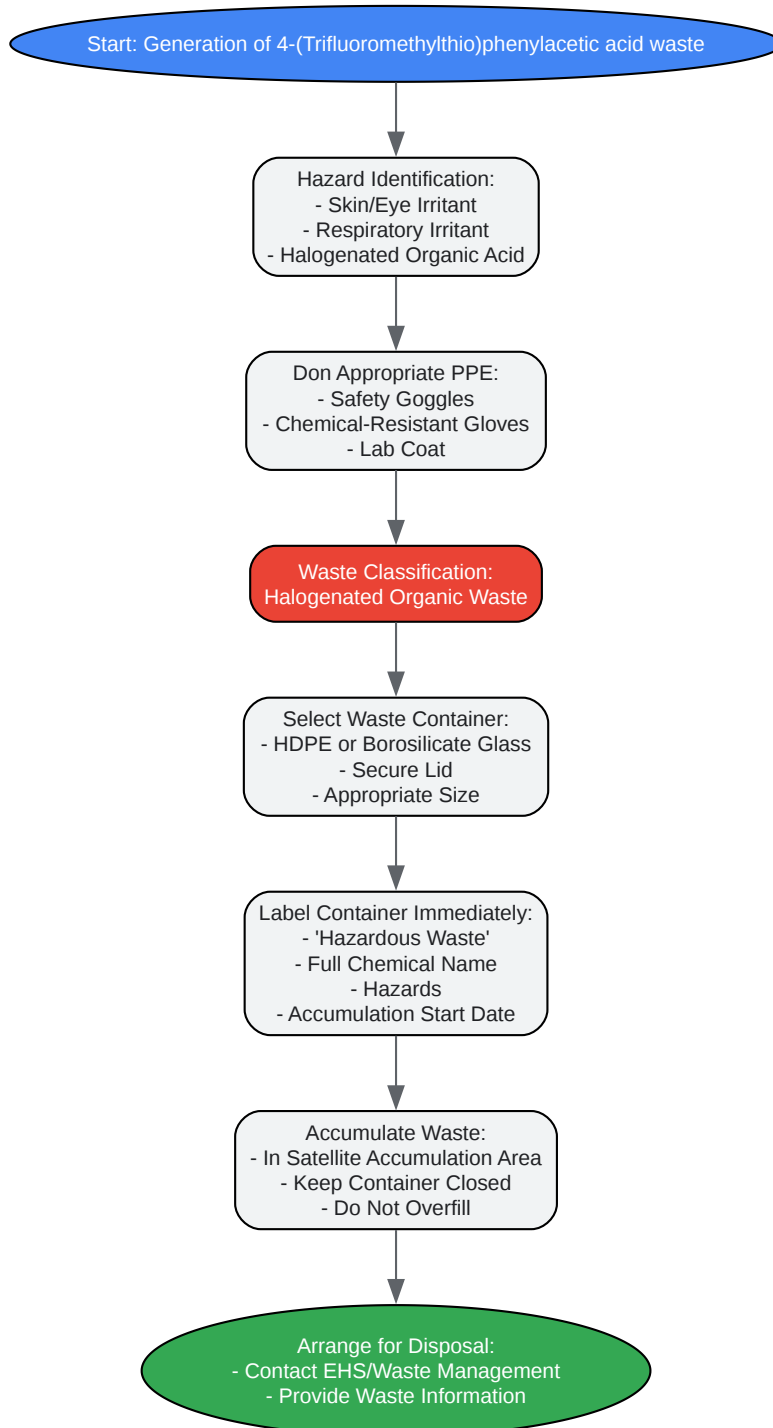 Start: Generation of 4-(Trifluoromethylthio)phenylacetic acid waste
Hazard Identification:
- Skin/Eye Irritant
- Respiratory Irritant
- Halogenated Organic Acid
Don Appropriate PPE:
- Safety Goggles
- Chemical-Resistant Gloves
- Lab Coat
Waste Classification:
Halogenated Organic Waste
Select Waste Container:
- HDPE or Borosilicate Glass
- Secure Lid
- Appropriate Size
Label Container Immediately:
- 'Hazardous Waste'
- Full Chemical Name
- Hazards
- Accumulation Start Date
Accumulate Waste:
- In Satellite Accumulation Area
- Keep Container Closed
- Do Not Overfill
Arrange for Disposal:
- Contact EHS/Waste Management
- Provide Waste Information